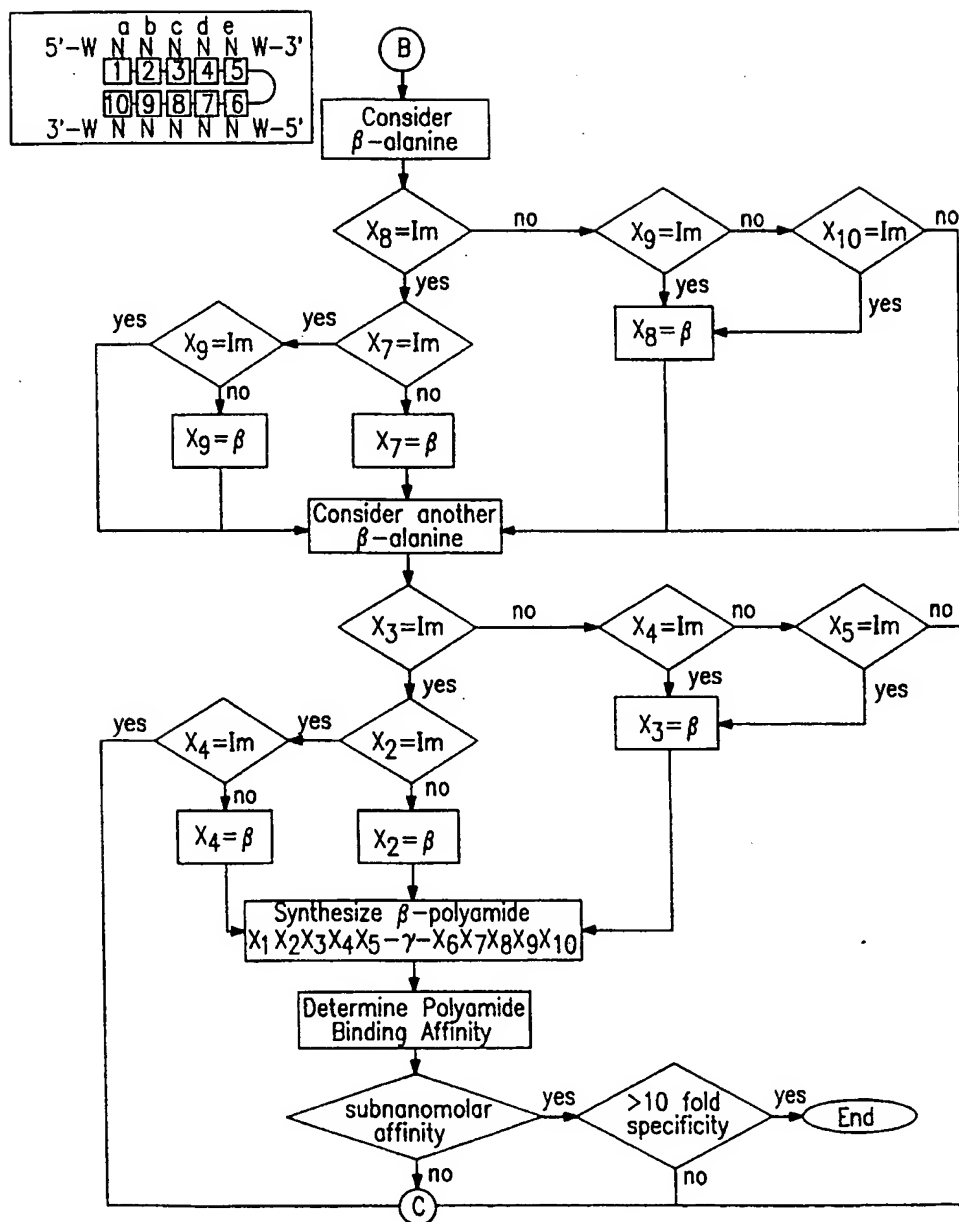 a b c d e
5'-W N N N N N W-3'
1 2 3 4 5
10 9 8 7 6
3'-W N N N N N W-5'
B
Consider
β-alanine
X8=Im
no
X9=Im
no
X10=Im
no
yes
yes
yes
X8=β
yes
X9=Im
yes
X7=Im
no
no
X9=β
X7=β
Consider another
β-alanine
X3=Im
no
X4=Im
no
X5=Im
no
yes
yes
yes
X3=β
yes
X4=Im
yes
X2=Im
no
no
X4=β
X2=β
Synthesize β-polyamide
X1X2X3X4X5-γ-X6X7X8X9X10
Determine Polyamide
Binding Affinity
subnanomolar
affinity
yes
>10 fold
specificity
yes
End
no
no
C